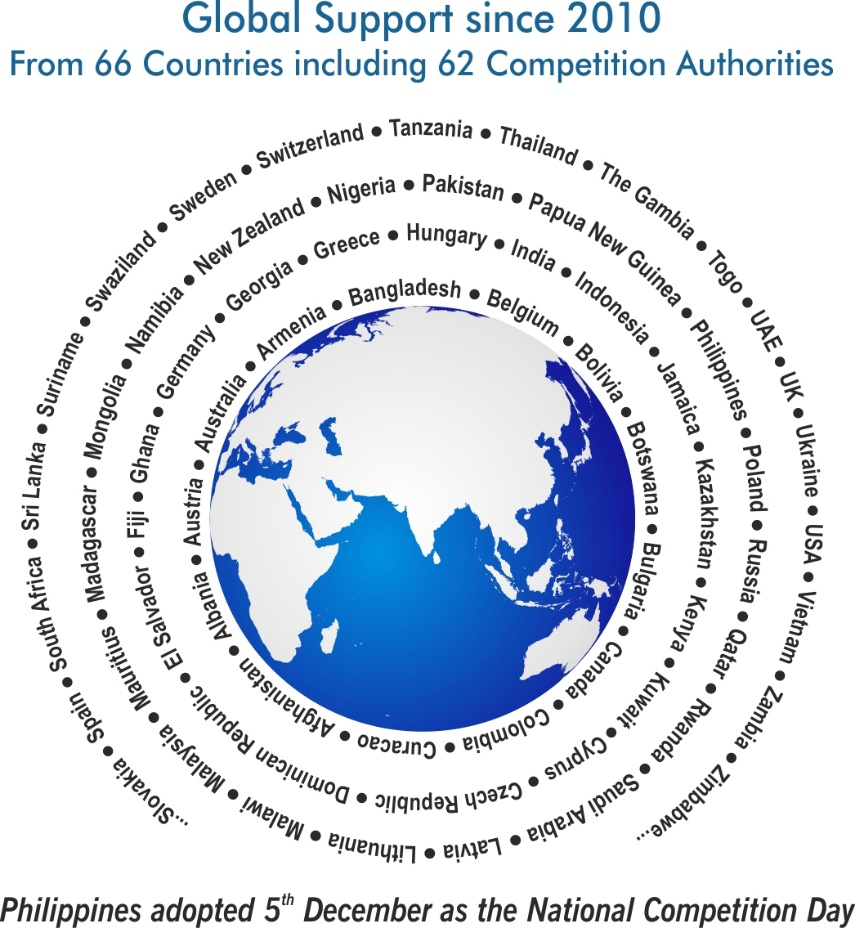 Global Support since 2010
From 66 Countries including 62 Competition Authorities
...Slovakia • Spain • South Africa • Sri Lanka • Suriname • Swaziland • Sweden • Switzerland • Tanzania • Thailand • The Gambia • Togo • UAE • UK • Ukraine • USA • Vietnam • Zambia • Zimbabwe...
Latvia • Lithuania • Malawi • Malaysia • Mauritius • Madagascar • Mongolia • Namibia • New Zealand • Nigeria • Pakistan • Papua New Guinea • Philippines • Poland • Russia • Qatar • Rwanda • Saudi Arabia •
Cyprus • Czech Republic • Dominican Republic • El Salvador • Fiji • Ghana • Germany • Georgia • Greece • Hungary • India • Indonesia • Jamaica • Kazakhstan • Kenya • Kuwait •
Afghanistan • Albania • Austria • Australia • Armenia • Bangladesh • Belgium • Bolivia • Botswana • Bulgaria • Canada • Colombia • Curacao •
Philippines adopted 5th December as the National Competition Day